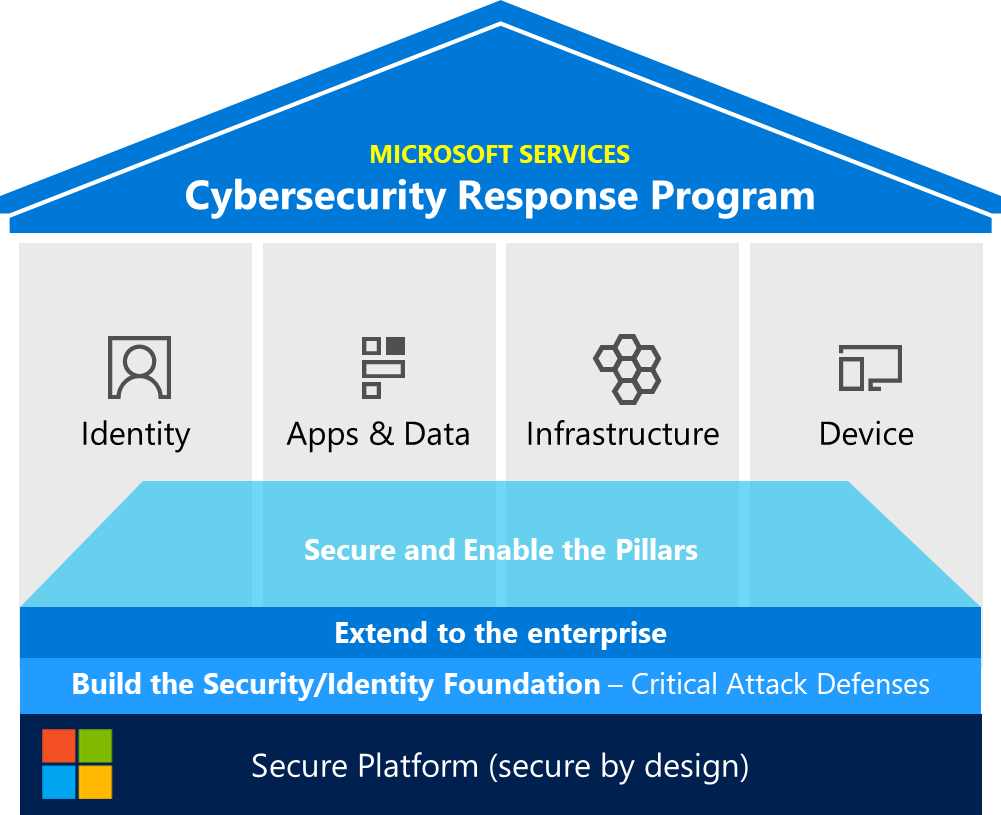 MICROSOFT SERVICES
Cybersecurity Response Program
Identity
Apps & Data
Infrastructure
Device
Secure and Enable the Pillars
Extend to the enterprise
Build the Security/Identity Foundation – Critical Attack Defenses
Secure Platform (secure by design)